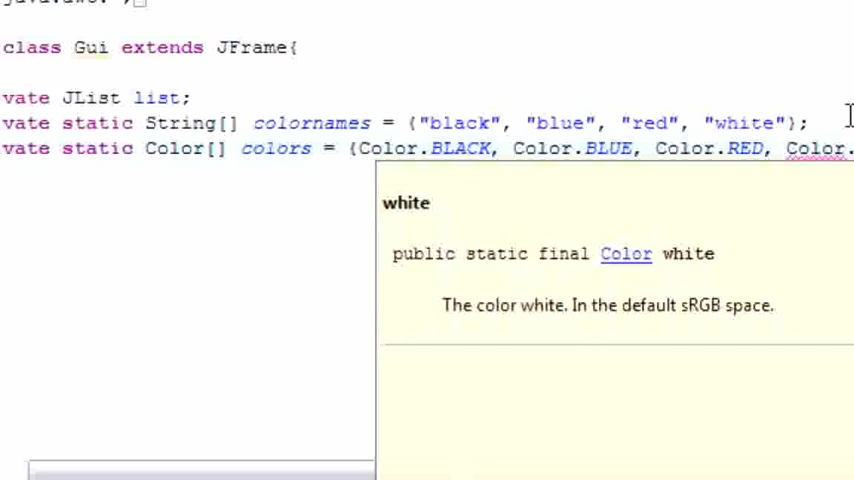 class Gui extends JFrame{
vate JList list;
vate static String[] colornames = {"black", "blue", "red", "white"};
vate static Color[] colors = {Color.BLACK, Color.BLUE, Color.RED, Color.
white
public static final Color white
The color white. In the default sRGB space.